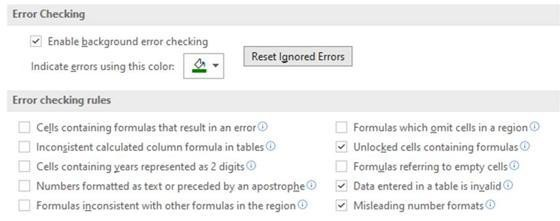 Error Checking
Enable background error checking
Indicate errors using this color:
Reset Ignored Errors
Error checking rules
Cells containing formulas that result in an error
Inconsistent calculated column formula in tables
Cells containing years represented as 2 digits
Numbers formatted as text or preceded by an apostrophe
Formulas inconsistent with other formulas in the region
Formulas which omit cells in a region
Unlocked cells containing formulas
Formulas referring to empty cells
Data entered in a table is invalid
Misleading number formats